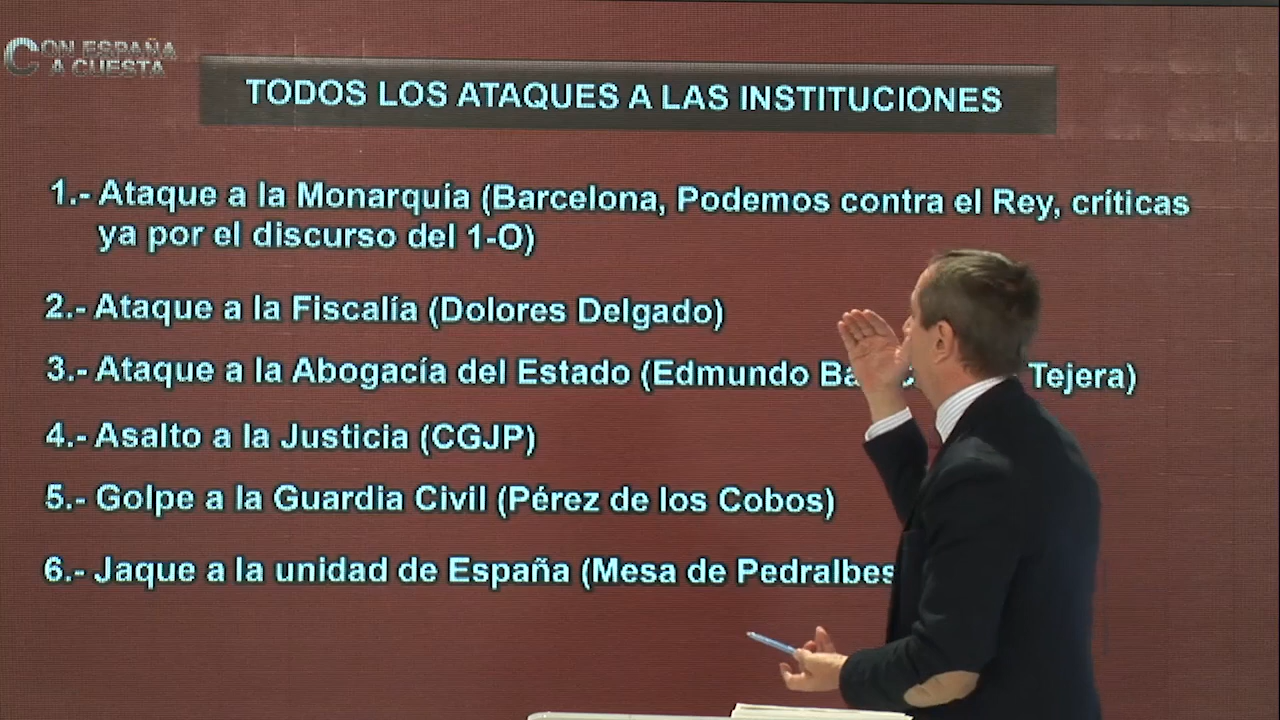 CON ESPAÑA
A CUESTA
TODOS LOS ATAQUES A LAS INSTITUCIONES
1.- Ataque a la Monarquía (Barcelona, Podemos contra el Rey, críticas
ya por el discurso del 1-O)
2.- Ataque a la Fiscalía (Dolores Delgado)
3.- Ataque a la Abogacía del Estado (Edmundo Tejera)
4.- Asalto a la Justicia (CGJP)
5.- Golpe a la Guardia Civil (Pérez de los Cobos)
6.- Jaque a la unidad de España (Mesa de Pedralbes